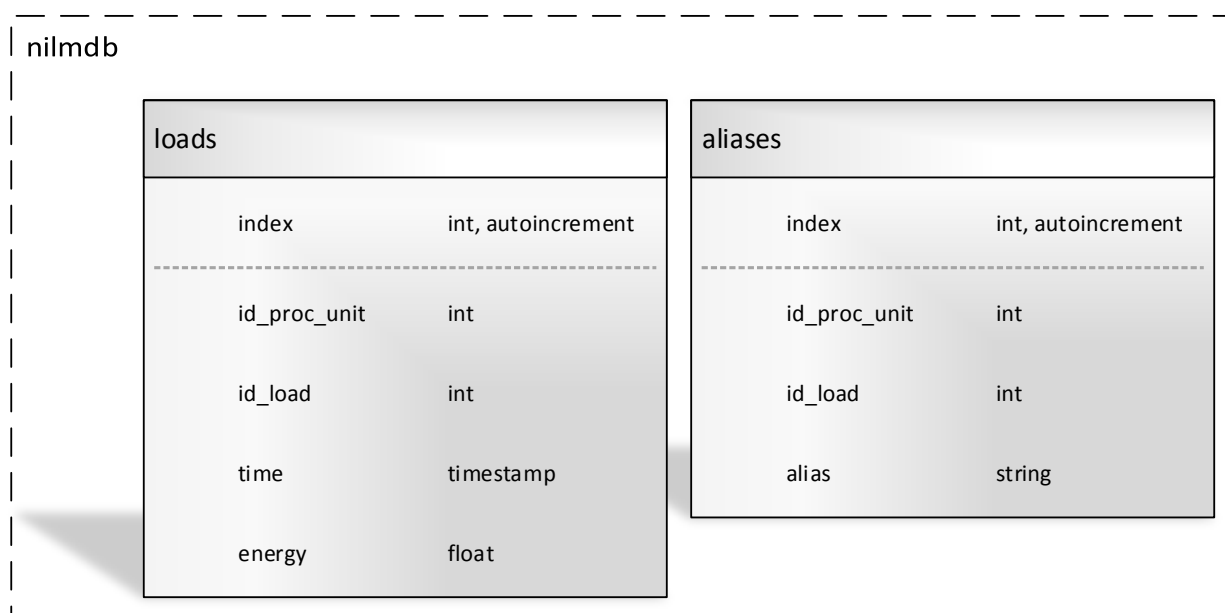 nilmdb
loads
index int, autoincrement
id_proc_unit int
id_load int
time timestamp
energy float
aliases
index int, autoincrement
id_proc_unit int
id_load int
alias string